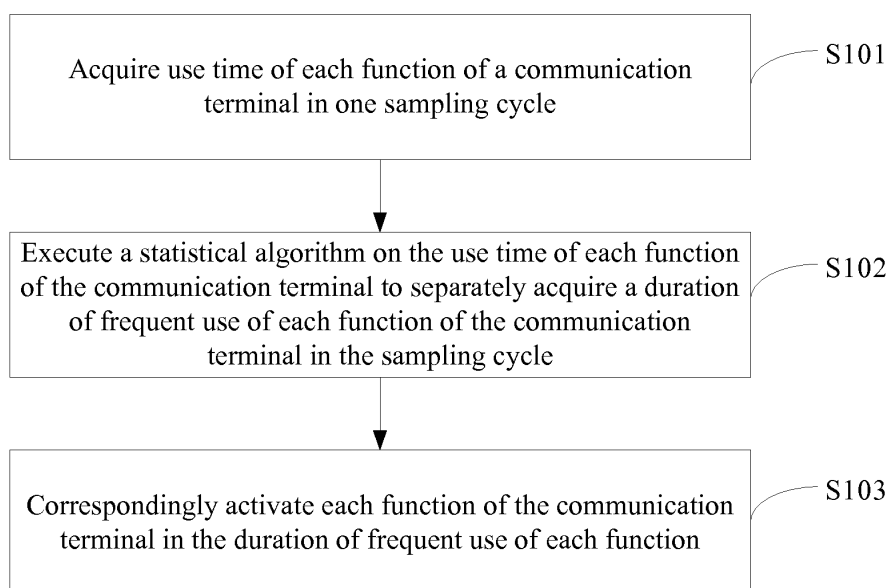 Acquire use time of each function of a communication
terminal in one sampling cycle
S101
Execute a statistical algorithm on the use time of each function
of the communication terminal to separately acquire a duration
of frequent use of each function of the communication
terminal in the sampling cycle
S102
Correspondingly activate each function of the communication
terminal in the duration of frequent use of each function
S103